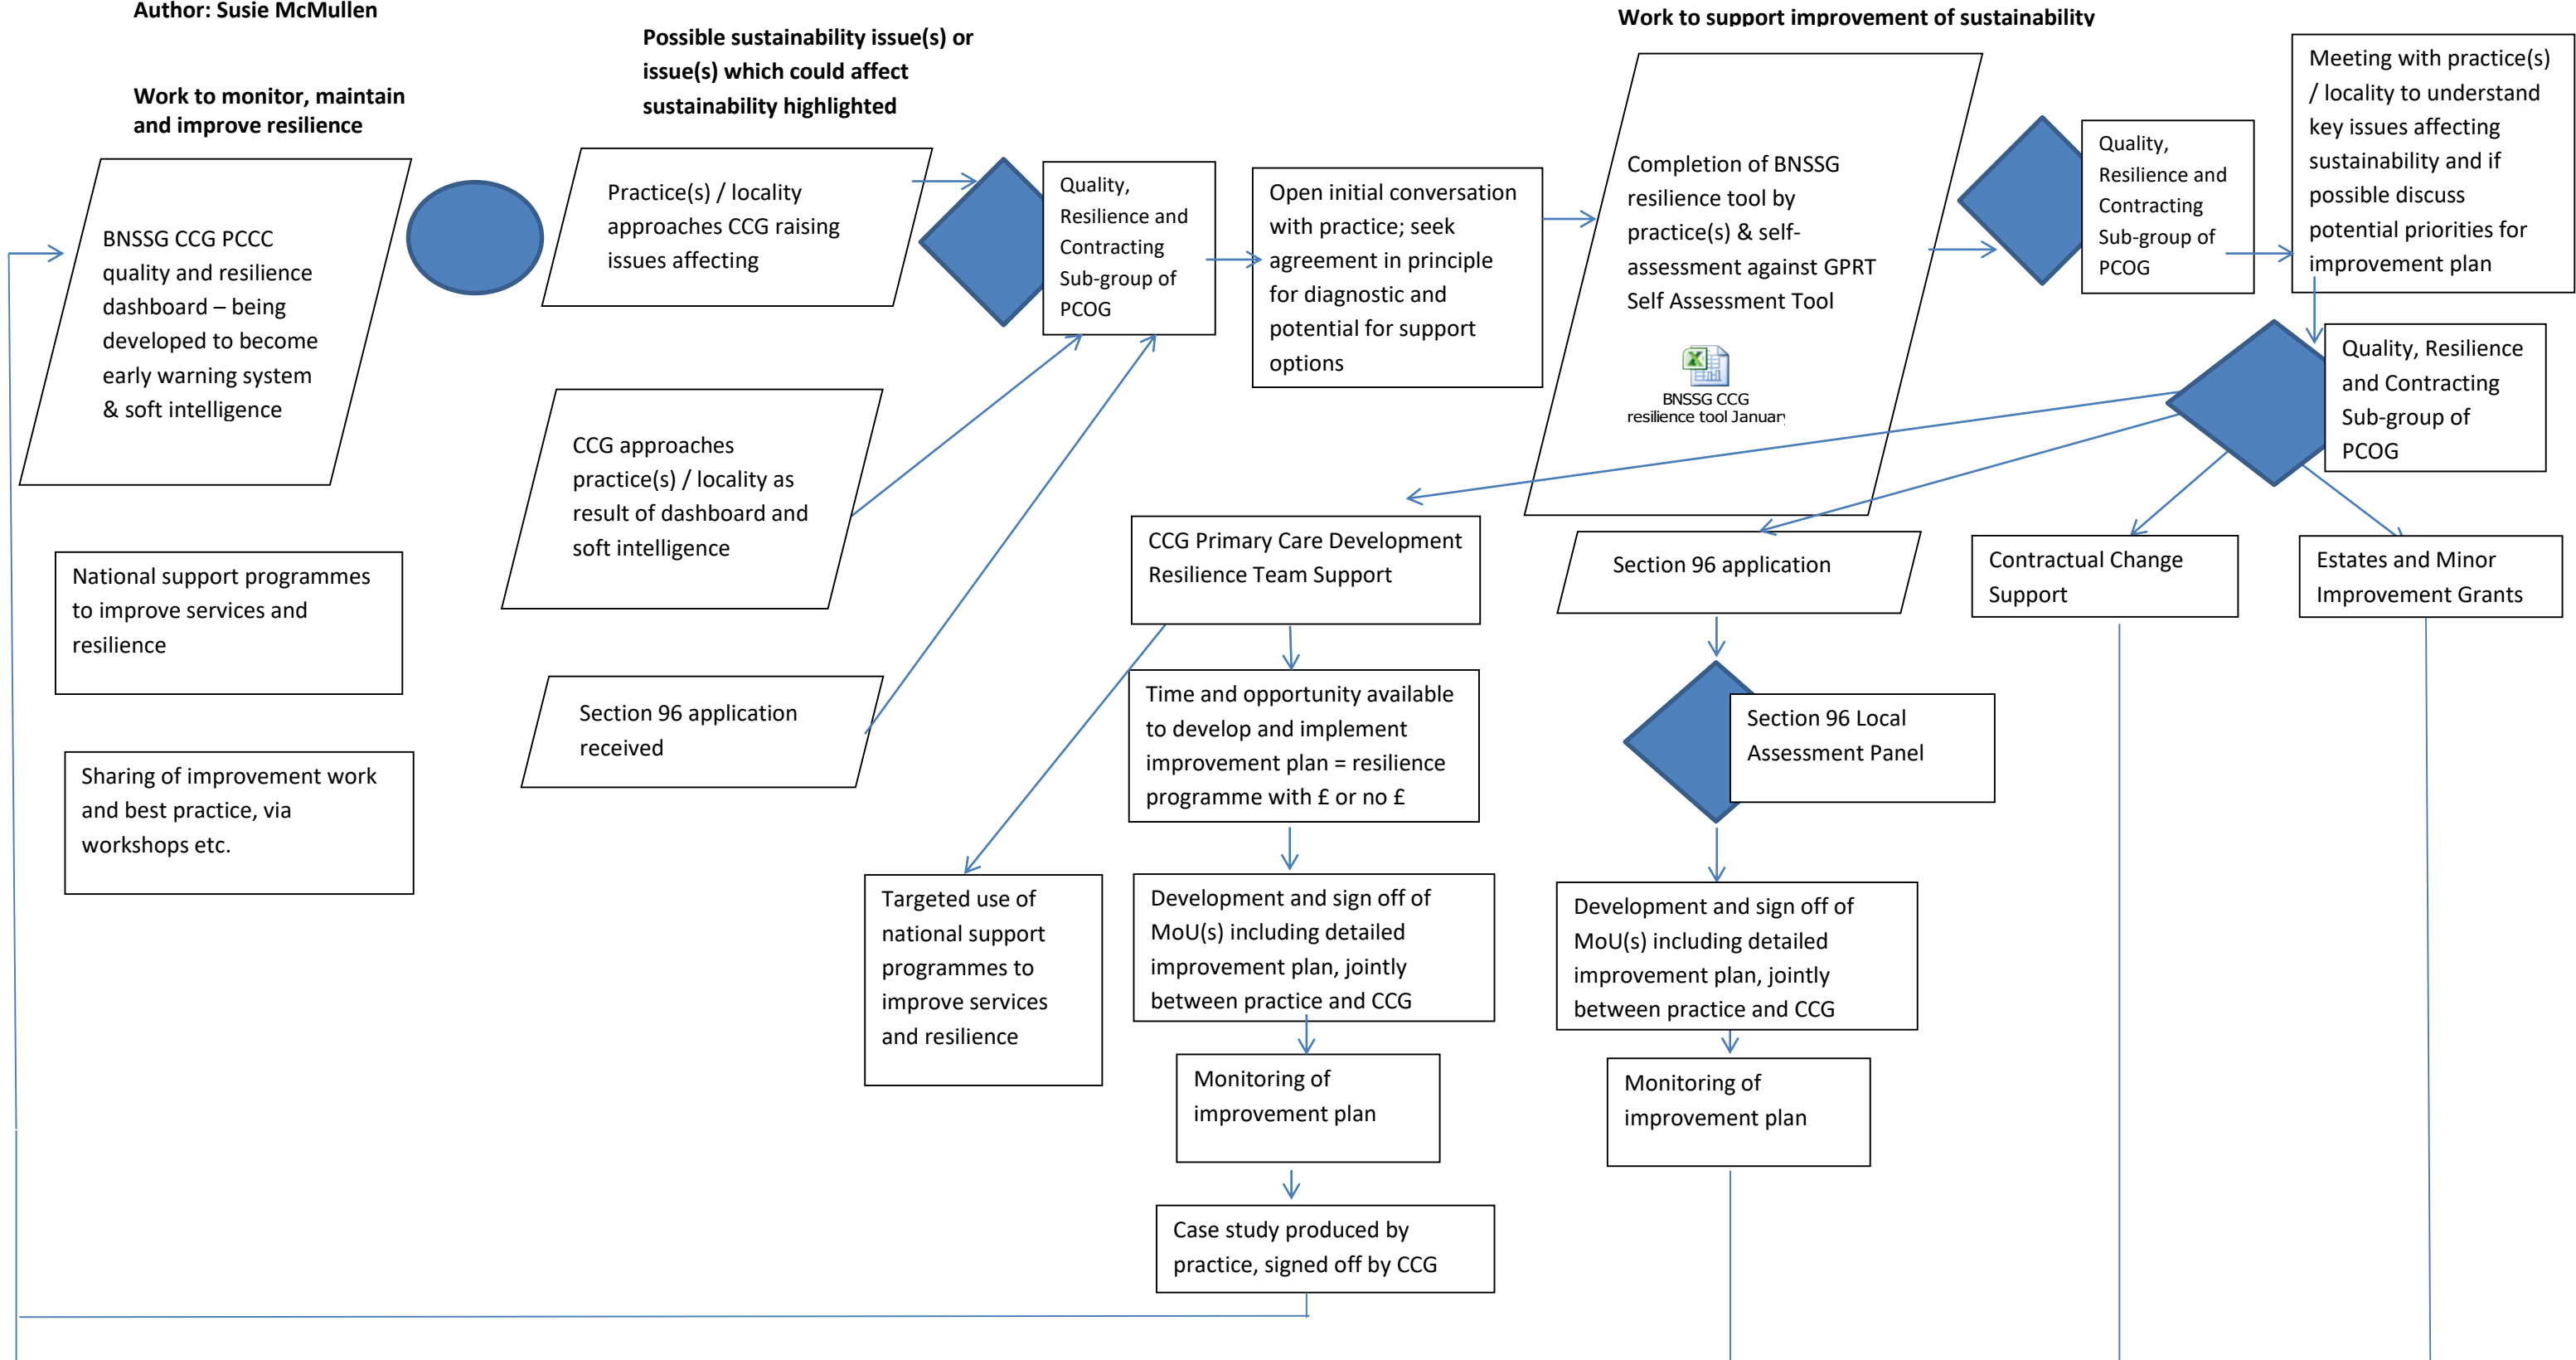 Author: Susie McMullen
Work to monitor, maintain
and improve resilience
BNSSG CCG PCCC
quality and resilience
dashboard – being
developed to become
early warning system
& soft intelligence
National support programmes
to improve services and
resilience
Sharing of improvement work
and best practice, via
workshops etc.
Possible sustainability issue(s) or
issue(s) which could affect
sustainability highlighted
Practice(s) / locality
approaches CCG raising
issues affecting
CCG approaches
practice(s) / locality as
result of dashboard and
soft intelligence
Section 96 application
received
Quality,
Resilience and
Contracting
Sub-group of
PCOG
Open initial conversation
with practice; seek
agreement in principle
for diagnostic and
potential for support
options
Work to support improvement of sustainability
Completion of BNSSG
resilience tool by
practice(s) & self-
assessment against GPRT
Self Assessment Tool
BNSSG CCG
resilience tool January
Quality,
Resilience and
Contracting
Sub-group of
PCOG
Meeting with practice(s)
/ locality to understand
key issues affecting
sustainability and if
possible discuss
potential priorities for
improvement plan
Quality, Resilience
and Contracting
Sub-group of
PCOG
CCG Primary Care Development
Resilience Team Support
Section 96 application
Contractual Change
Support
Estates and Minor
Improvement Grants
Time and opportunity available
to develop and implement
improvement plan = resilience
programme with £ or no £
Section 96 Local
Assessment Panel
Targeted use of
national support
programmes to
improve services
and resilience
Development and sign off of
MoU(s) including detailed
improvement plan, jointly
between practice and CCG
Development and sign off of
MoU(s) including detailed
improvement plan, jointly
between practice and CCG
Monitoring of
improvement plan
Monitoring of
improvement plan
Case study produced by
practice, signed off by CCG